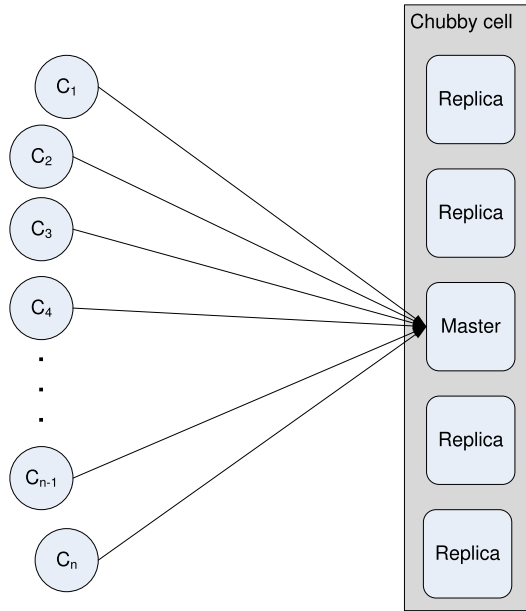 Chubby cell
C₁
Replica
C₂
Replica
C₃
C₄
Master
Replica
Cₙ₋₁
Cₙ
Replica